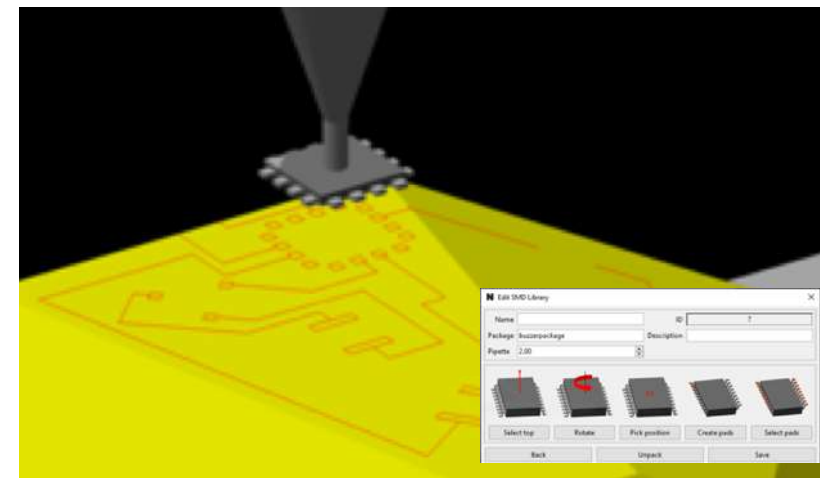 N Edit SMD Library
Name ID ?
Package buzzerpackage Description
Pipette 2.00
Select top Rotate Pick position Create pads Select pads
Back Unpack Save